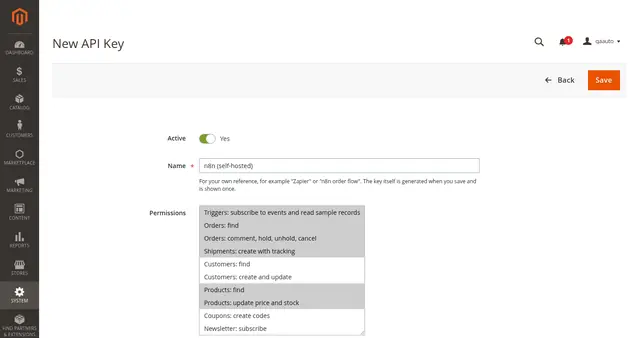 New API Key
1
qaauto
Back
Save
DASHBOARD
SALES
CATALOG
CUSTOMERS
MARKETPLACE
MARKETING
CONTENT
REPORTS
STORES
SYSTEM
FIND PARTNERS
& EXTENSIONS
Active
Yes
Name *
n8n (self-hosted)
For your own reference, for example "Zapier" or "n8n order flow". The key itself is generated when you save and
is shown once.
Permissions
Triggers: subscribe to events and read sample records
Orders: find
Orders: comment, hold, unhold, cancel
Shipments: create with tracking
Customers: find
Customers: create and update
Products: find
Products: update price and stock
Coupons: create codes
Newsletter: subscribe